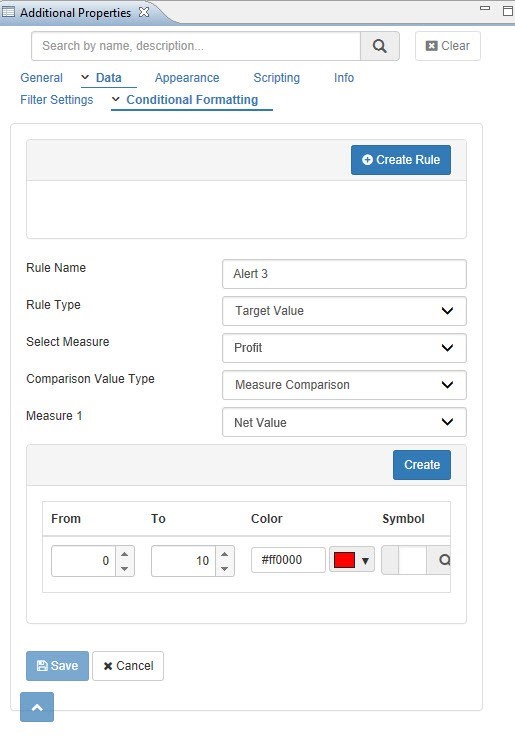 Additional Properties
Search by name, description...
Clear
General Data Appearance Scripting Info
Filter Settings Conditional Formatting
Create Rule
Rule Name Alert 3
Rule Type Target Value
Select Measure Profit
Comparison Value Type Measure Comparison
Measure 1 Net Value
Create
From To Color Symbol
0 10 #ff0000
Save Cancel